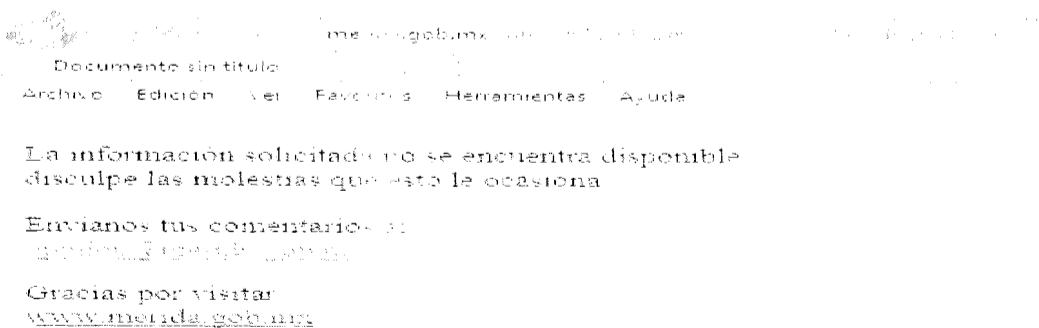 Documento sin titulo
Archivo Edición Ver Favoritos Herramientas Ayuda
La información solicitada no se encuentra disponible
disculpe las molestias que esto le ocasiona
Envianos tus comentarios a:
Gracias por visitar
www.merida.gob.mx